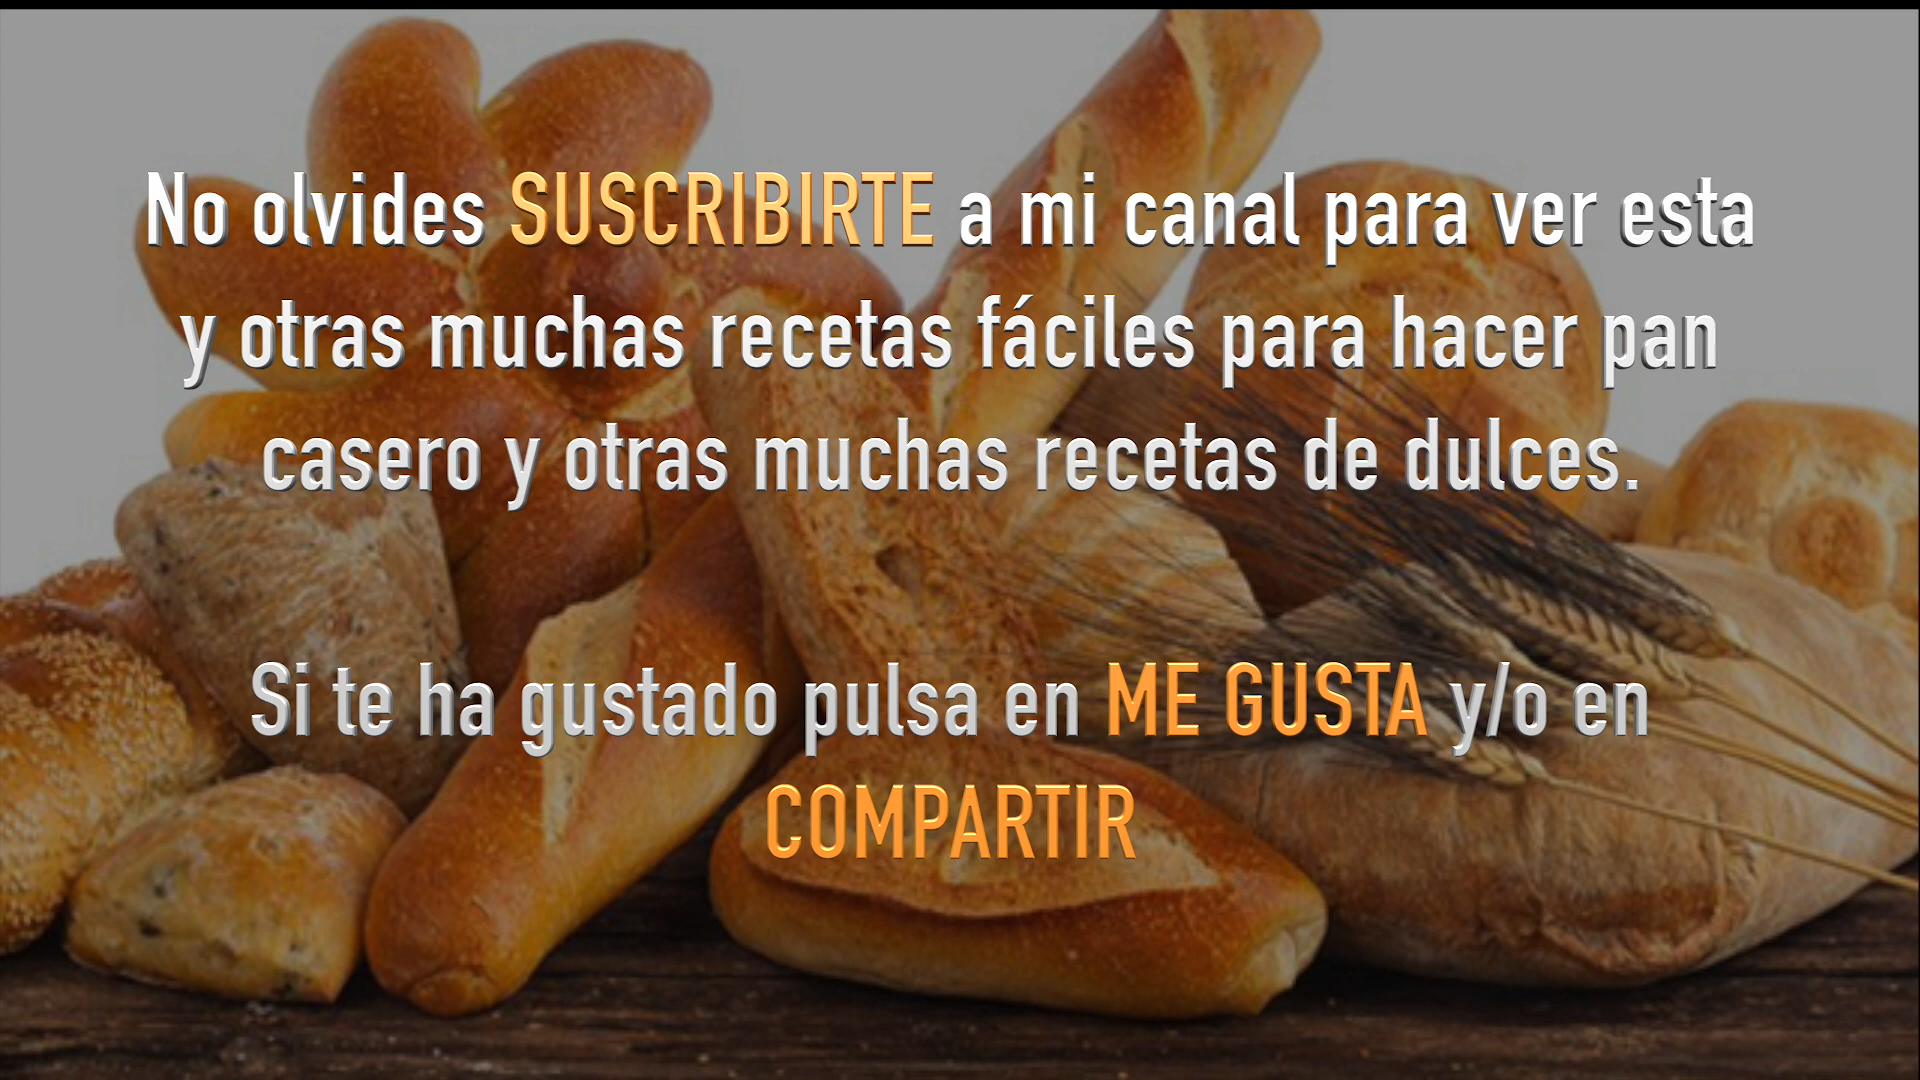 No olvides SUSCRIBIRTE a mi canal para ver esta
y otras muchas recetas fáciles para hacer pan
casero y otras muchas recetas de dulces.
Si te ha gustado pulsa en ME GUSTA y/o en
COMPARTIR